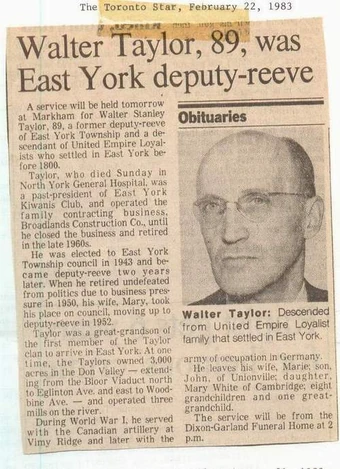 The Toronto Star, February 22, 1983
Walter Taylor, 89, was
East York deputy-reeve
A service will be held tomorrow
at Markham for Walter Stanley
Taylor, 89, a former deputy-reeve
of East York Township and a de-
scendant of United Empire Loyal-
ists who settled in East York be-
fore 1800.
Taylor, who died Sunday in
North York General Hospital, was
a past-president of East York
Kiwanis Club, and operated the
family contracting business,
Broadlands Construction Co., until
he closed the business and retired
in the late 1960s.
He was elected to East York
Township council in 1943 and be-
came deputy-reeve two years
later. When he retired undefeated
from politics due to business pres-
sure in 1950, his wife, Mary, took
his place on council, moving up to
deputy-reeve in 1952.
Taylor was a great-grandson of
the first member of the Taylor
clan to arrive in East York. At one
time, the Taylors owned 3,000
acres in the Don Valley — extend-
ing from the Bloor Viaduct north
to Eglinton Ave. and east to Wood-
bine Ave. — and operated three
mills on the river.
During World War I, he served
with the Canadian artillery at
Vimy Ridge and later with the
Obituaries
Walter Taylor: Descended
from United Empire Loyalist
family that settled in East York.
army of occupation in Germany.
He leaves his wife, Marie; son,
John, of Unionville; daughter,
Mary White of Cambridge; eight
grandchildren and one great-
grandchild.
The service will be from the
Dixon-Garland Funeral Home at 2
p.m.